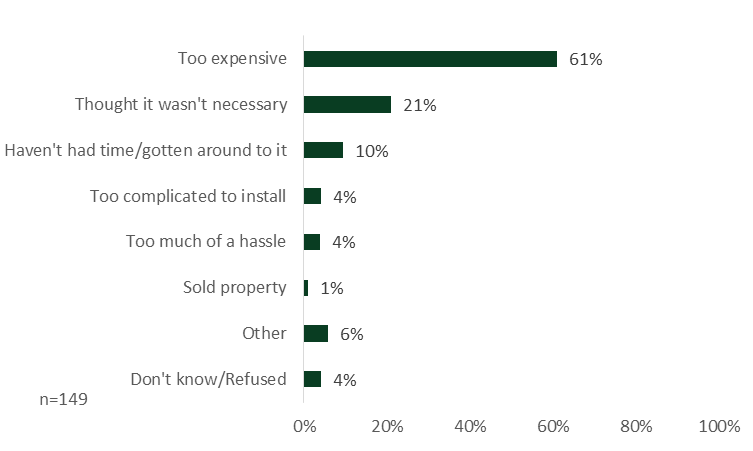 Too expensive 61%
Thought it wasn't necessary 21%
Haven't had time/gotten around to it 10%
Too complicated to install 4%
Too much of a hassle 4%
Sold property 1%
Other 6%
Don't know/Refused 4%
n=149
0% 20% 40% 60% 80% 100%